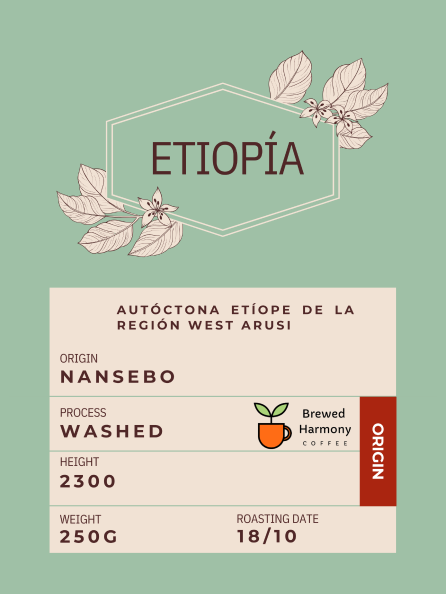 ETIOPÍA
AUTÓCTONA ETÍOPE DE LA
REGIÓN WEST ARUSI
ORIGIN
NANSEBO
PROCESS
WASHED
Brewed
Harmony
COFFEE
ORIGIN
HEIGHT
2300
WEIGHT
250G
ROASTING DATE
18/10